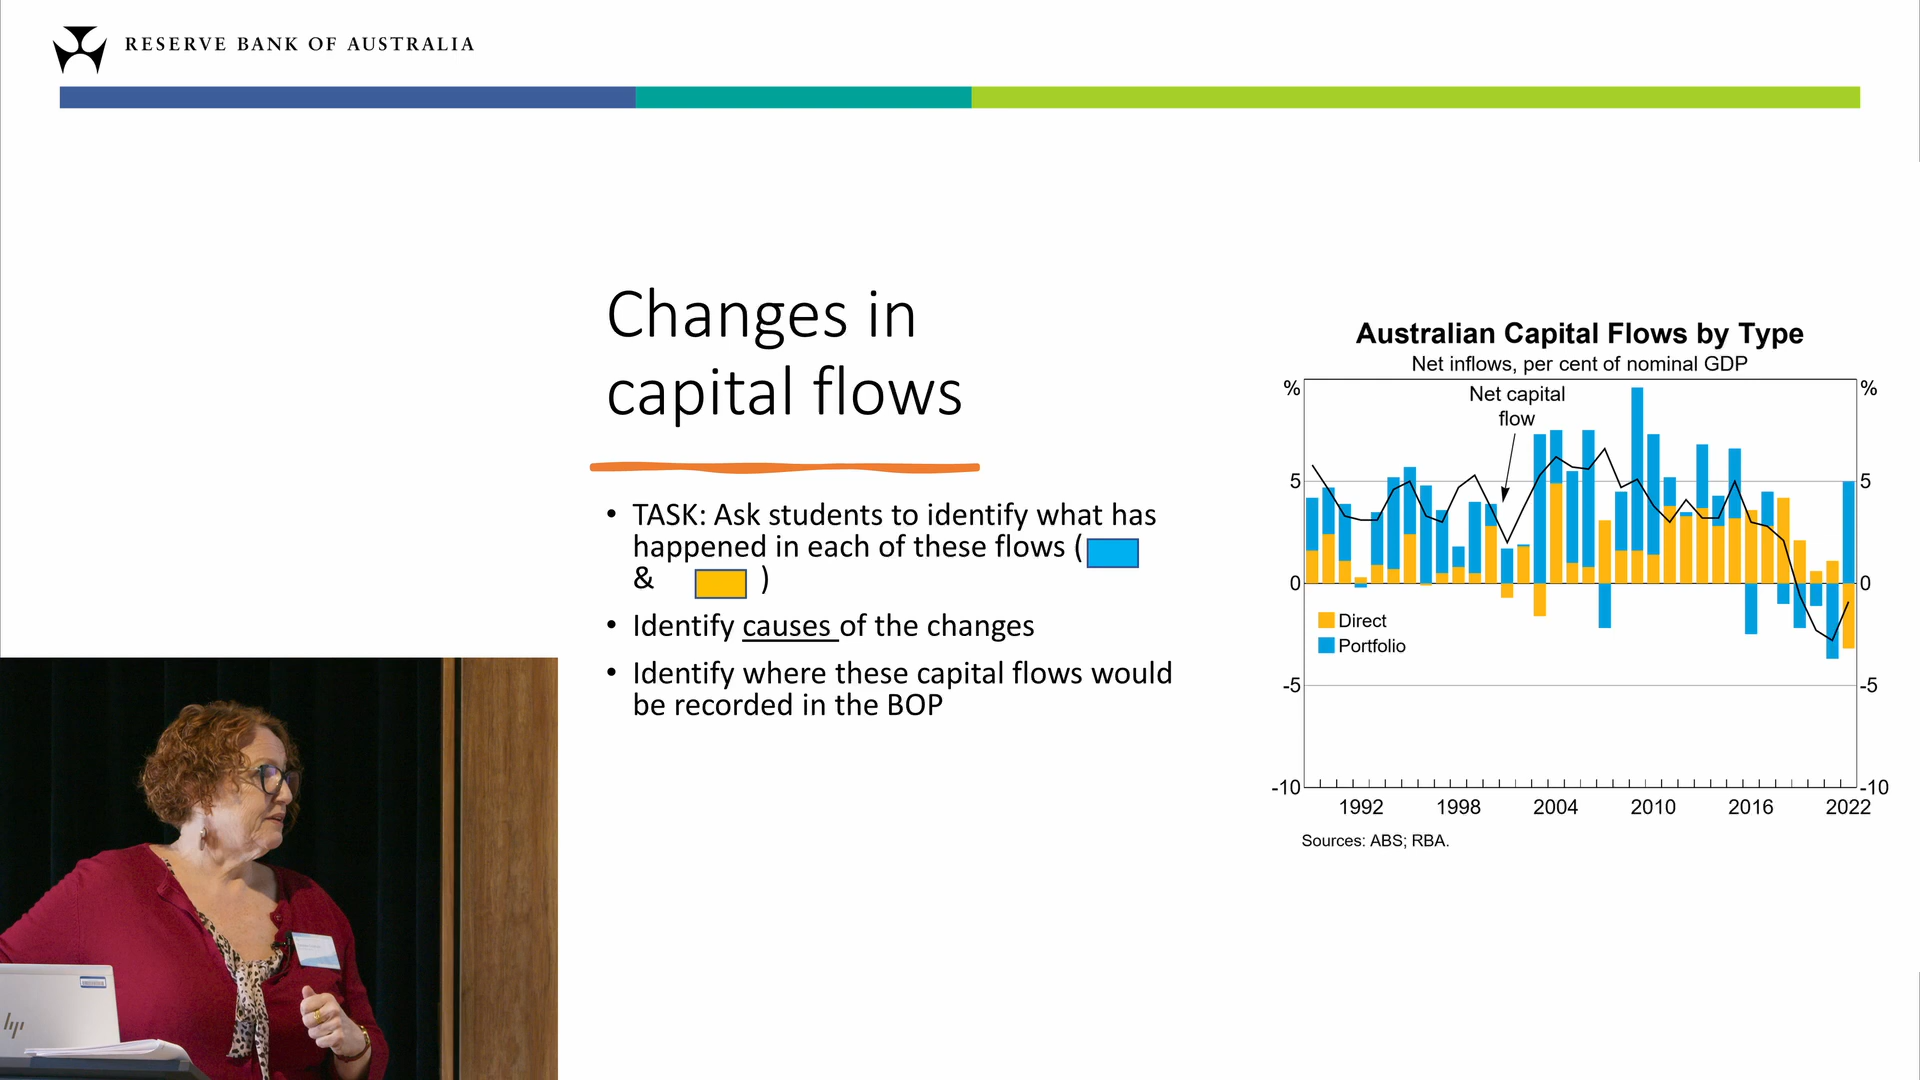 RESERVE BANK OF AUSTRALIA
Changes in
capital flows
• TASK: Ask students to identify what has
happened in each of these flows (
& )
• Identify causes of the changes
• Identify where these capital flows would
be recorded in the BOP
Australian Capital Flows by Type
Net inflows, per cent of nominal GDP
% %
Net capital
flow
5 5
0 0
Direct
Portfolio
-5 -5
-10 -10
1992 1998 2004 2010 2016 2022
Sources: ABS; RBA.
hp